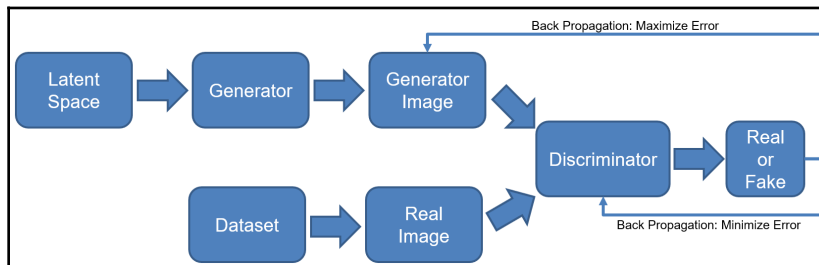 Back Propagation: Maximize Error
Latent
Space
Generator
Generator
Image
Discriminator
Real
or
Fake
Dataset
Real
Image
Back Propagation: Minimize Error